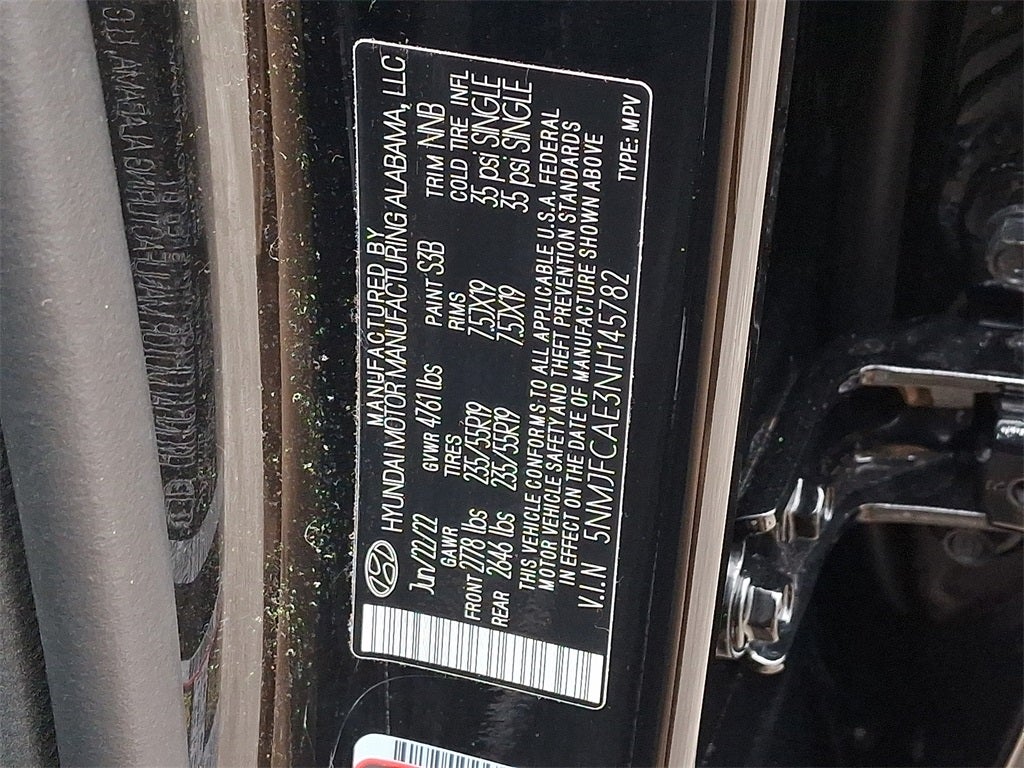 MANUFACTURED BY
HYUNDAI MOTOR MANUFACTURING ALABAMA, LLC
Jun/22/22 GVWR 4761 lbs PAINT S3B TRIM NNB
GAWR TIRES RIMS COLD TIRE INFL
FRONT 2778 lbs 235/55R19 7.5JX19 35 psi SINGLE
REAR 2646 lbs 235/55R19 7.5JX19 35 psi SINGLE
THIS VEHICLE CONFORMS TO ALL APPLICABLE U.S.A. FEDERAL
MOTOR VEHICLE SAFETY AND THEFT PREVENTION STANDARDS
IN EFFECT ON THE DATE OF MANUFACTURE SHOWN ABOVE
V.I.N 5NMJFCAE3NH145782 TYPE: MPV